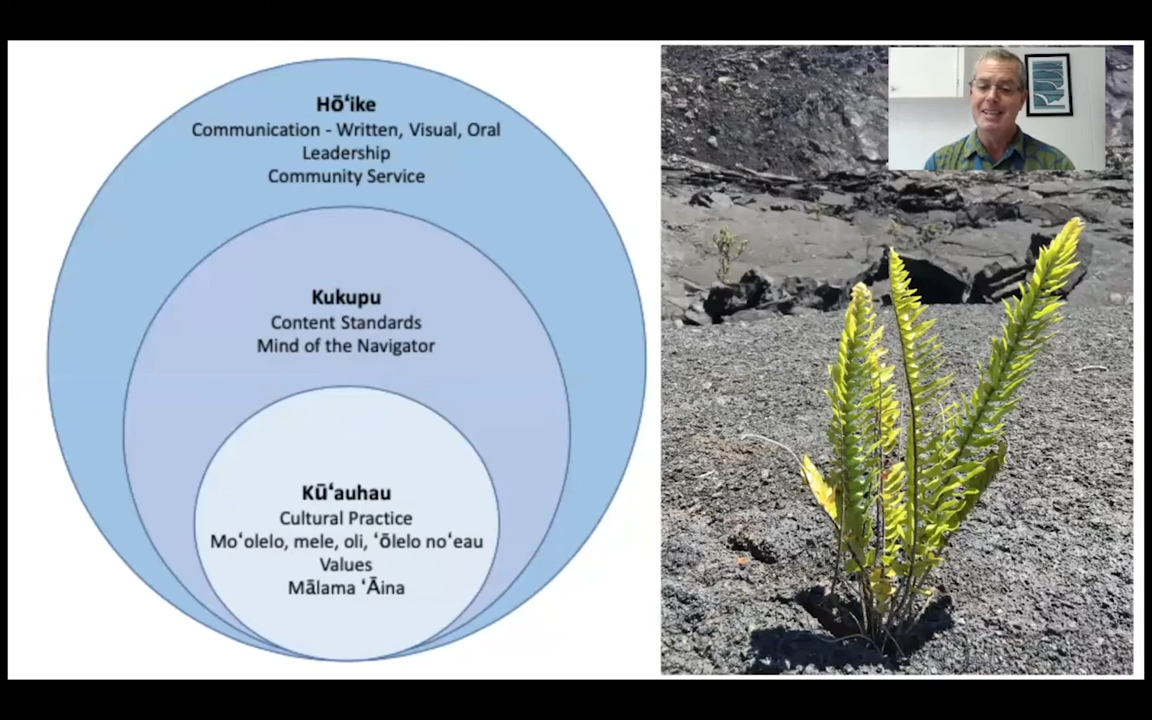 Hōʻike
Communication - Written, Visual, Oral
Leadership
Community Service
Kukupu
Content Standards
Mind of the Navigator
Kūʻauhau
Cultural Practice
Moʻolelo, mele, oli, ʻōlelo noʻeau
Values
Mālama ʻĀina